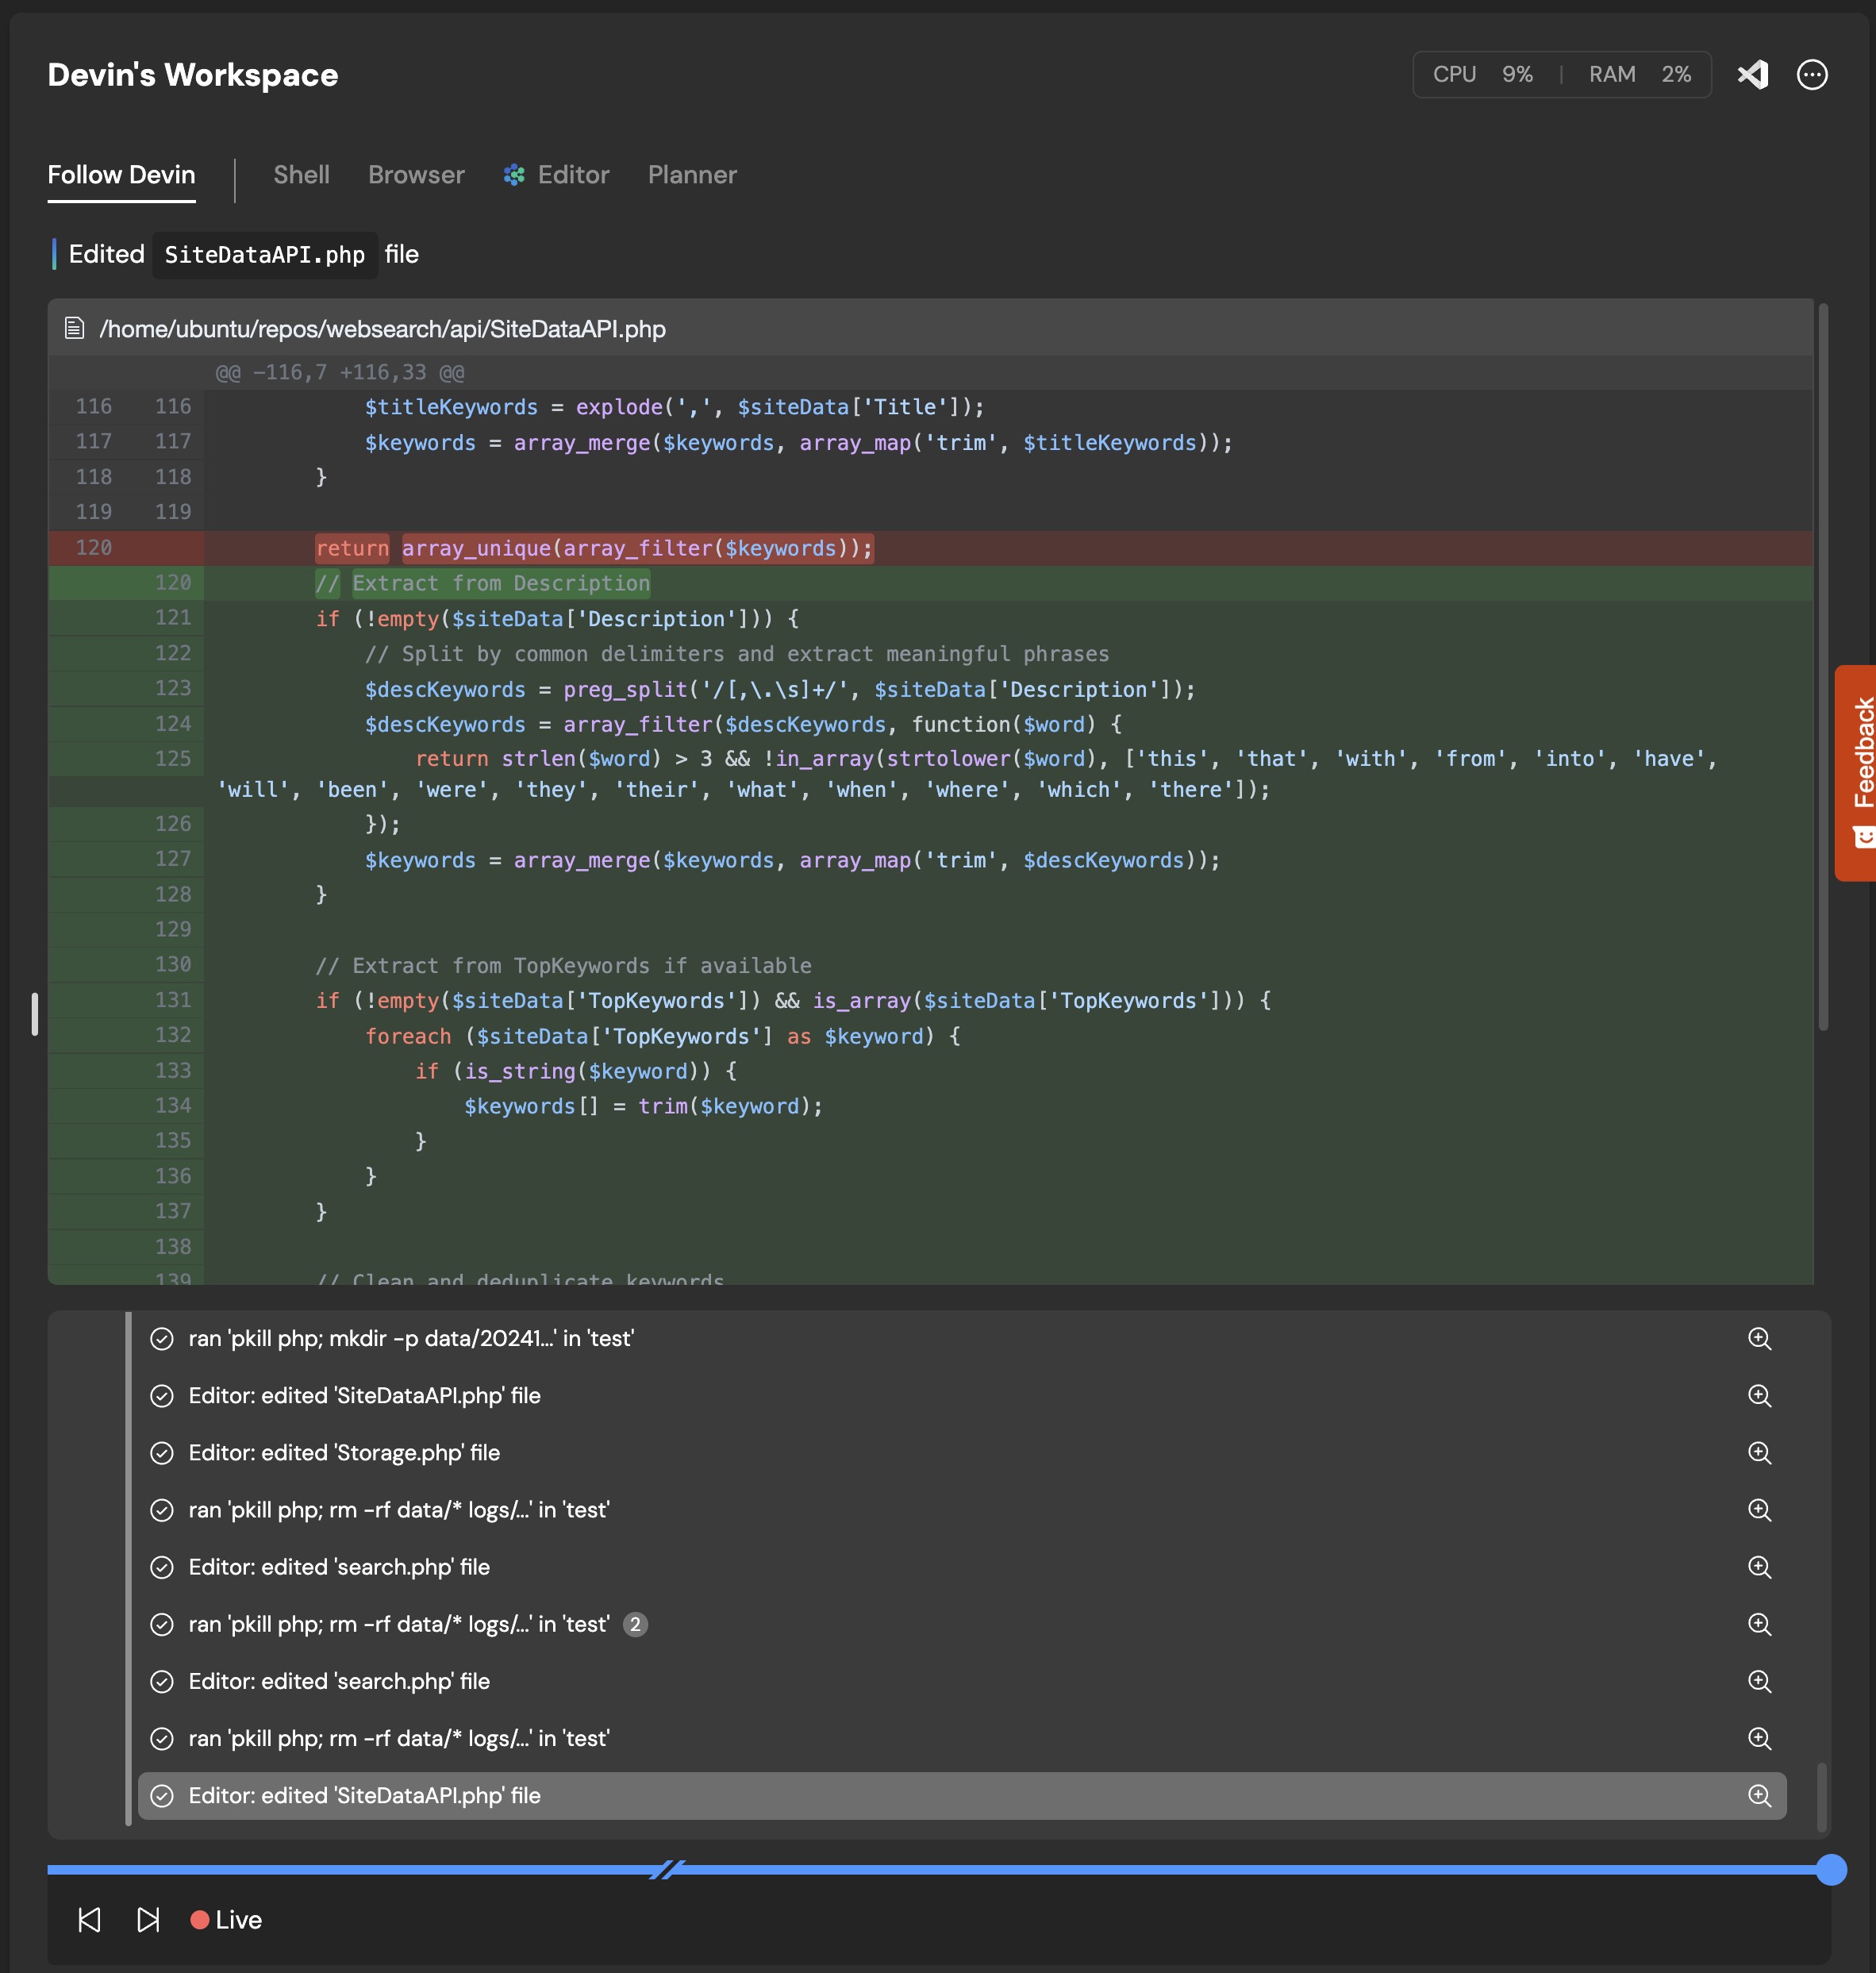 Devin's Workspace
CPU 9% | RAM 2%
Follow Devin Shell Browser Editor Planner
Edited SiteDataAPI.php file
/home/ubuntu/repos/websearch/api/SiteDataAPI.php
@@ -116,7 +116,33 @@
116 116 $titleKeywords = explode(',', $siteData['Title']);
117 117 $keywords = array_merge($keywords, array_map('trim', $titleKeywords));
118 118 }
119 119
120 return array_unique(array_filter($keywords));
120 // Extract from Description
121 if (!empty($siteData['Description'])) {
122 // Split by common delimiters and extract meaningful phrases
123 $descKeywords = preg_split('/[,\.\s]+/', $siteData['Description']);
124 $descKeywords = array_filter($descKeywords, function($word) {
125 return strlen($word) > 3 && !in_array(strtolower($word), ['this', 'that', 'with', 'from', 'into', 'have',
'will', 'been', 'were', 'they', 'their', 'what', 'when', 'where', 'which', 'there']);
126 });
127 $keywords = array_merge($keywords, array_map('trim', $descKeywords));
128 }
129
130 // Extract from TopKeywords if available
131 if (!empty($siteData['TopKeywords']) && is_array($siteData['TopKeywords'])) {
132 foreach ($siteData['TopKeywords'] as $keyword) {
133 if (is_string($keyword)) {
134 $keywords[] = trim($keyword);
135 }
136 }
137 }
138
139 // Clean and deduplicate keywords
Feedback
ran 'pkill php; mkdir -p data/20241...' in 'test'
Editor: edited 'SiteDataAPI.php' file
Editor: edited 'Storage.php' file
ran 'pkill php; rm -rf data/* logs/...' in 'test'
Editor: edited 'search.php' file
ran 'pkill php; rm -rf data/* logs/...' in 'test' 2
Editor: edited 'search.php' file
ran 'pkill php; rm -rf data/* logs/...' in 'test'
Editor: edited 'SiteDataAPI.php' file
Live